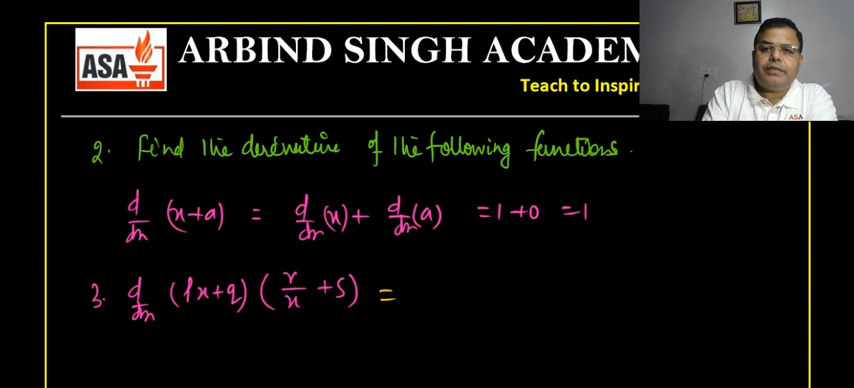 ASA
ARBIND SINGH ACADEM
Teach to Inspir
ASA
2. Find the derivative of the following functions.
d/dx (x+a) = d/dx (x) + d/dx (a) = 1 + 0 = 1
3. d/dx (px+q) (r/x + s) =